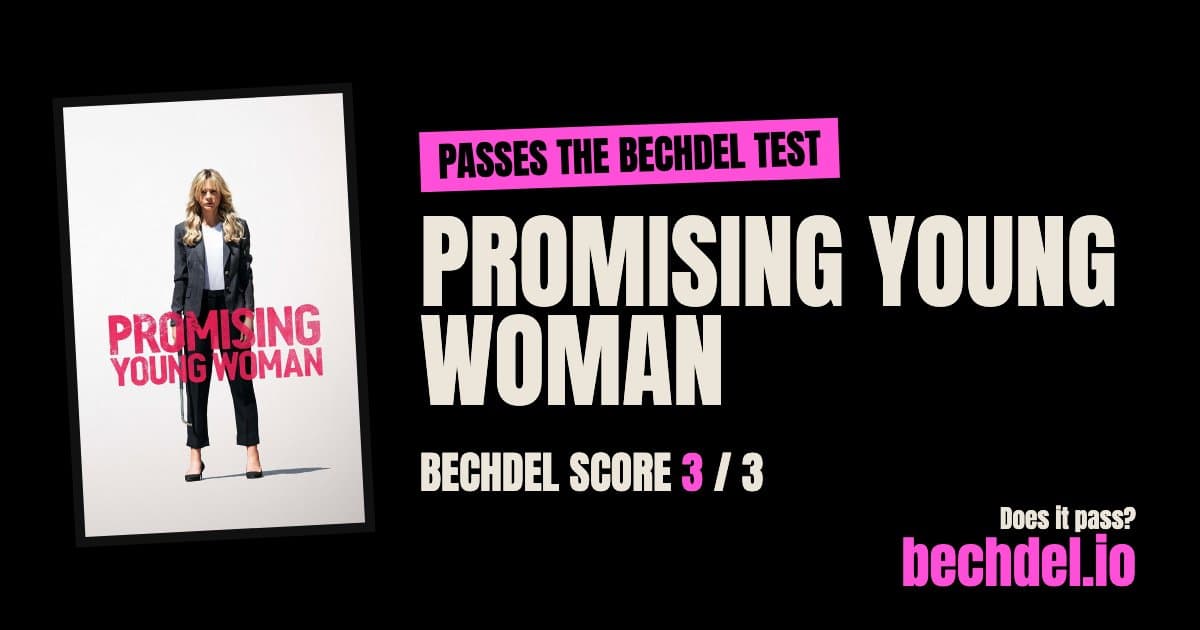 PROMISING
YOUNG WOMAN
PASSES THE BECHDEL TEST
PROMISING YOUNG
WOMAN
BECHDEL SCORE 3 / 3
Does it pass?
bechdel.io